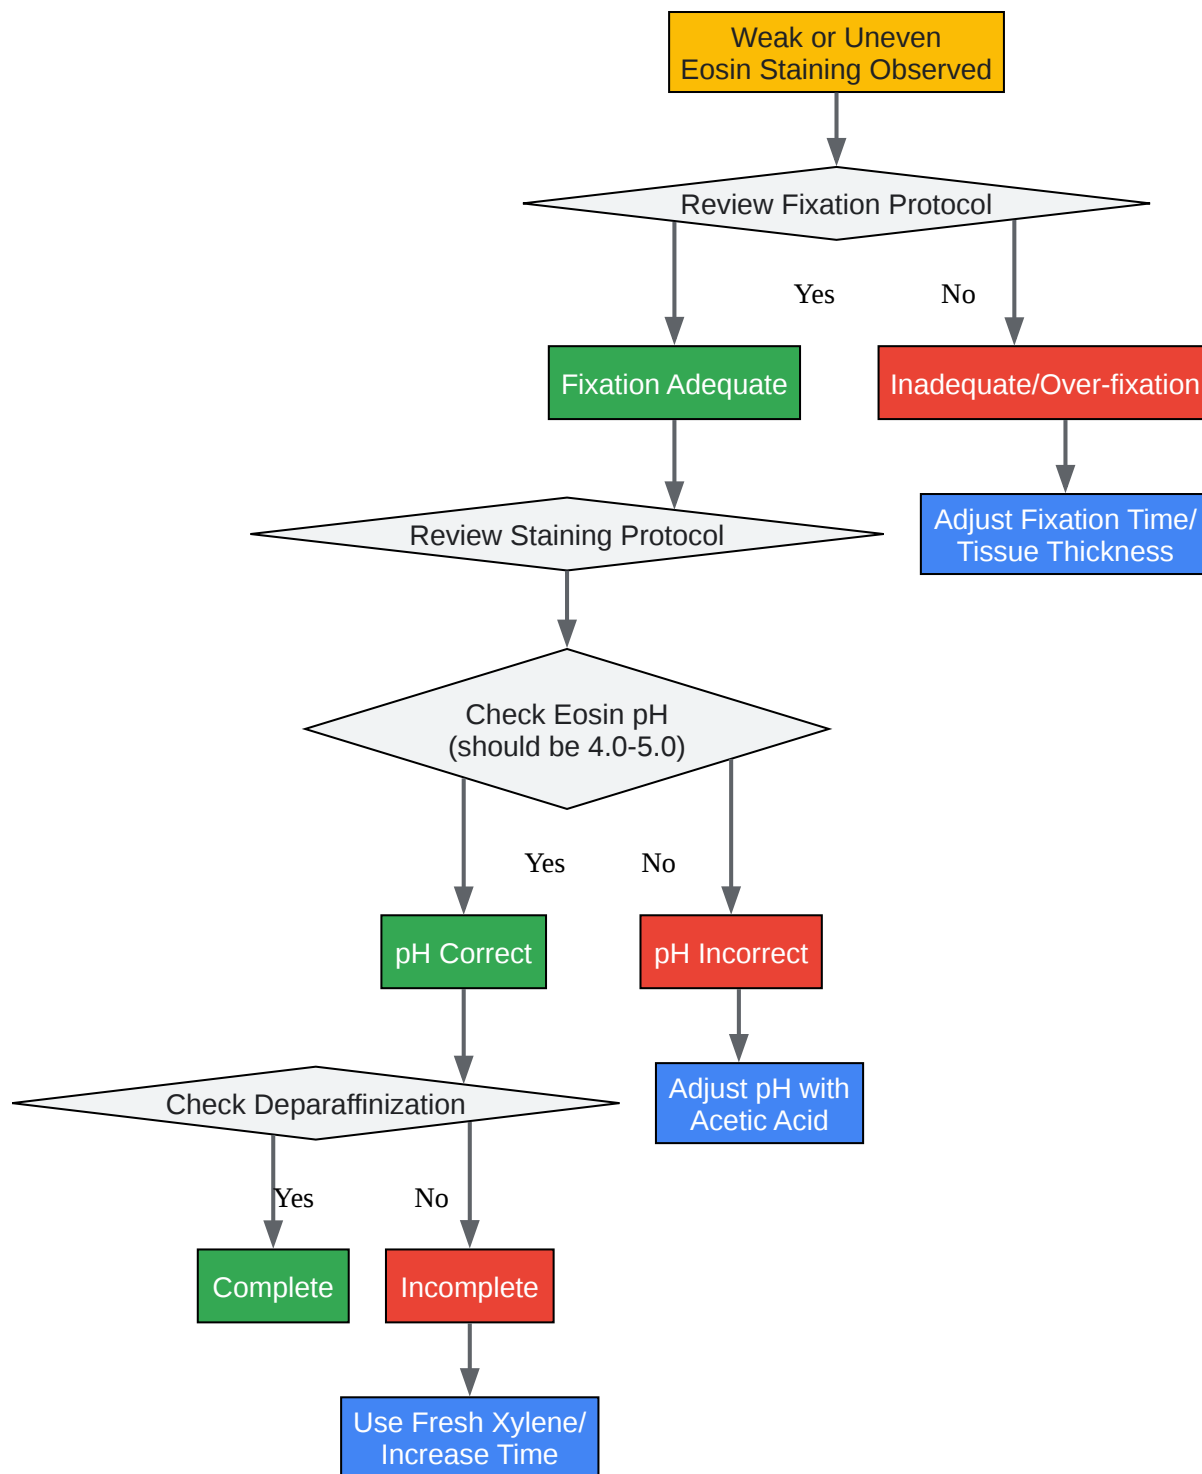 Weak or Uneven
Eosin Staining Observed
Review Fixation Protocol
Yes
No
Fixation Adequate
Inadequate/Over-fixation
Review Staining Protocol
Adjust Fixation Time/
Tissue Thickness
Check Eosin pH
(should be 4.0-5.0)
Yes
No
pH Correct
pH Incorrect
Check Deparaffinization
Adjust pH with
Acetic Acid
Yes
No
Complete
Incomplete
Use Fresh Xylene/
Increase Time